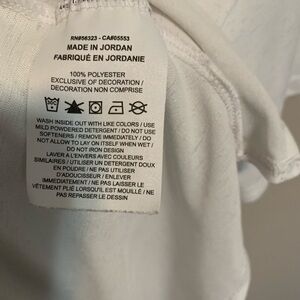 RN#56323 - CA#05553
MADE IN JORDAN
FABRIQUÉ EN JORDANIE
100% POLYESTER
EXCLUSIVE OF DECORATION /
DECORATION NON COMPRISE
WASH INSIDE OUT WITH LIKE COLORS / USE
MILD POWDERED DETERGENT / DO NOT USE
SOFTENERS / REMOVE IMMEDIATELY / DO
NOT ALLOW TO LAY ON ITSELF WHEN WET /
DO NOT IRON DESIGN
LAVER À L'ENVERS AVEC COULEURS
SIMILAIRES / UTILISER UN DÉTERGENT DOUX
EN POUDRE / NE PAS UTILISER
D'ADOUCISSEUR / ENLEVER
IMMÉDIATEMENT / NE PAS LAISSER LE
VÊTEMENT PLIÉ LORSQU'IL EST MOUILLÉ / NE
PAS REPASSER LE DESSIN